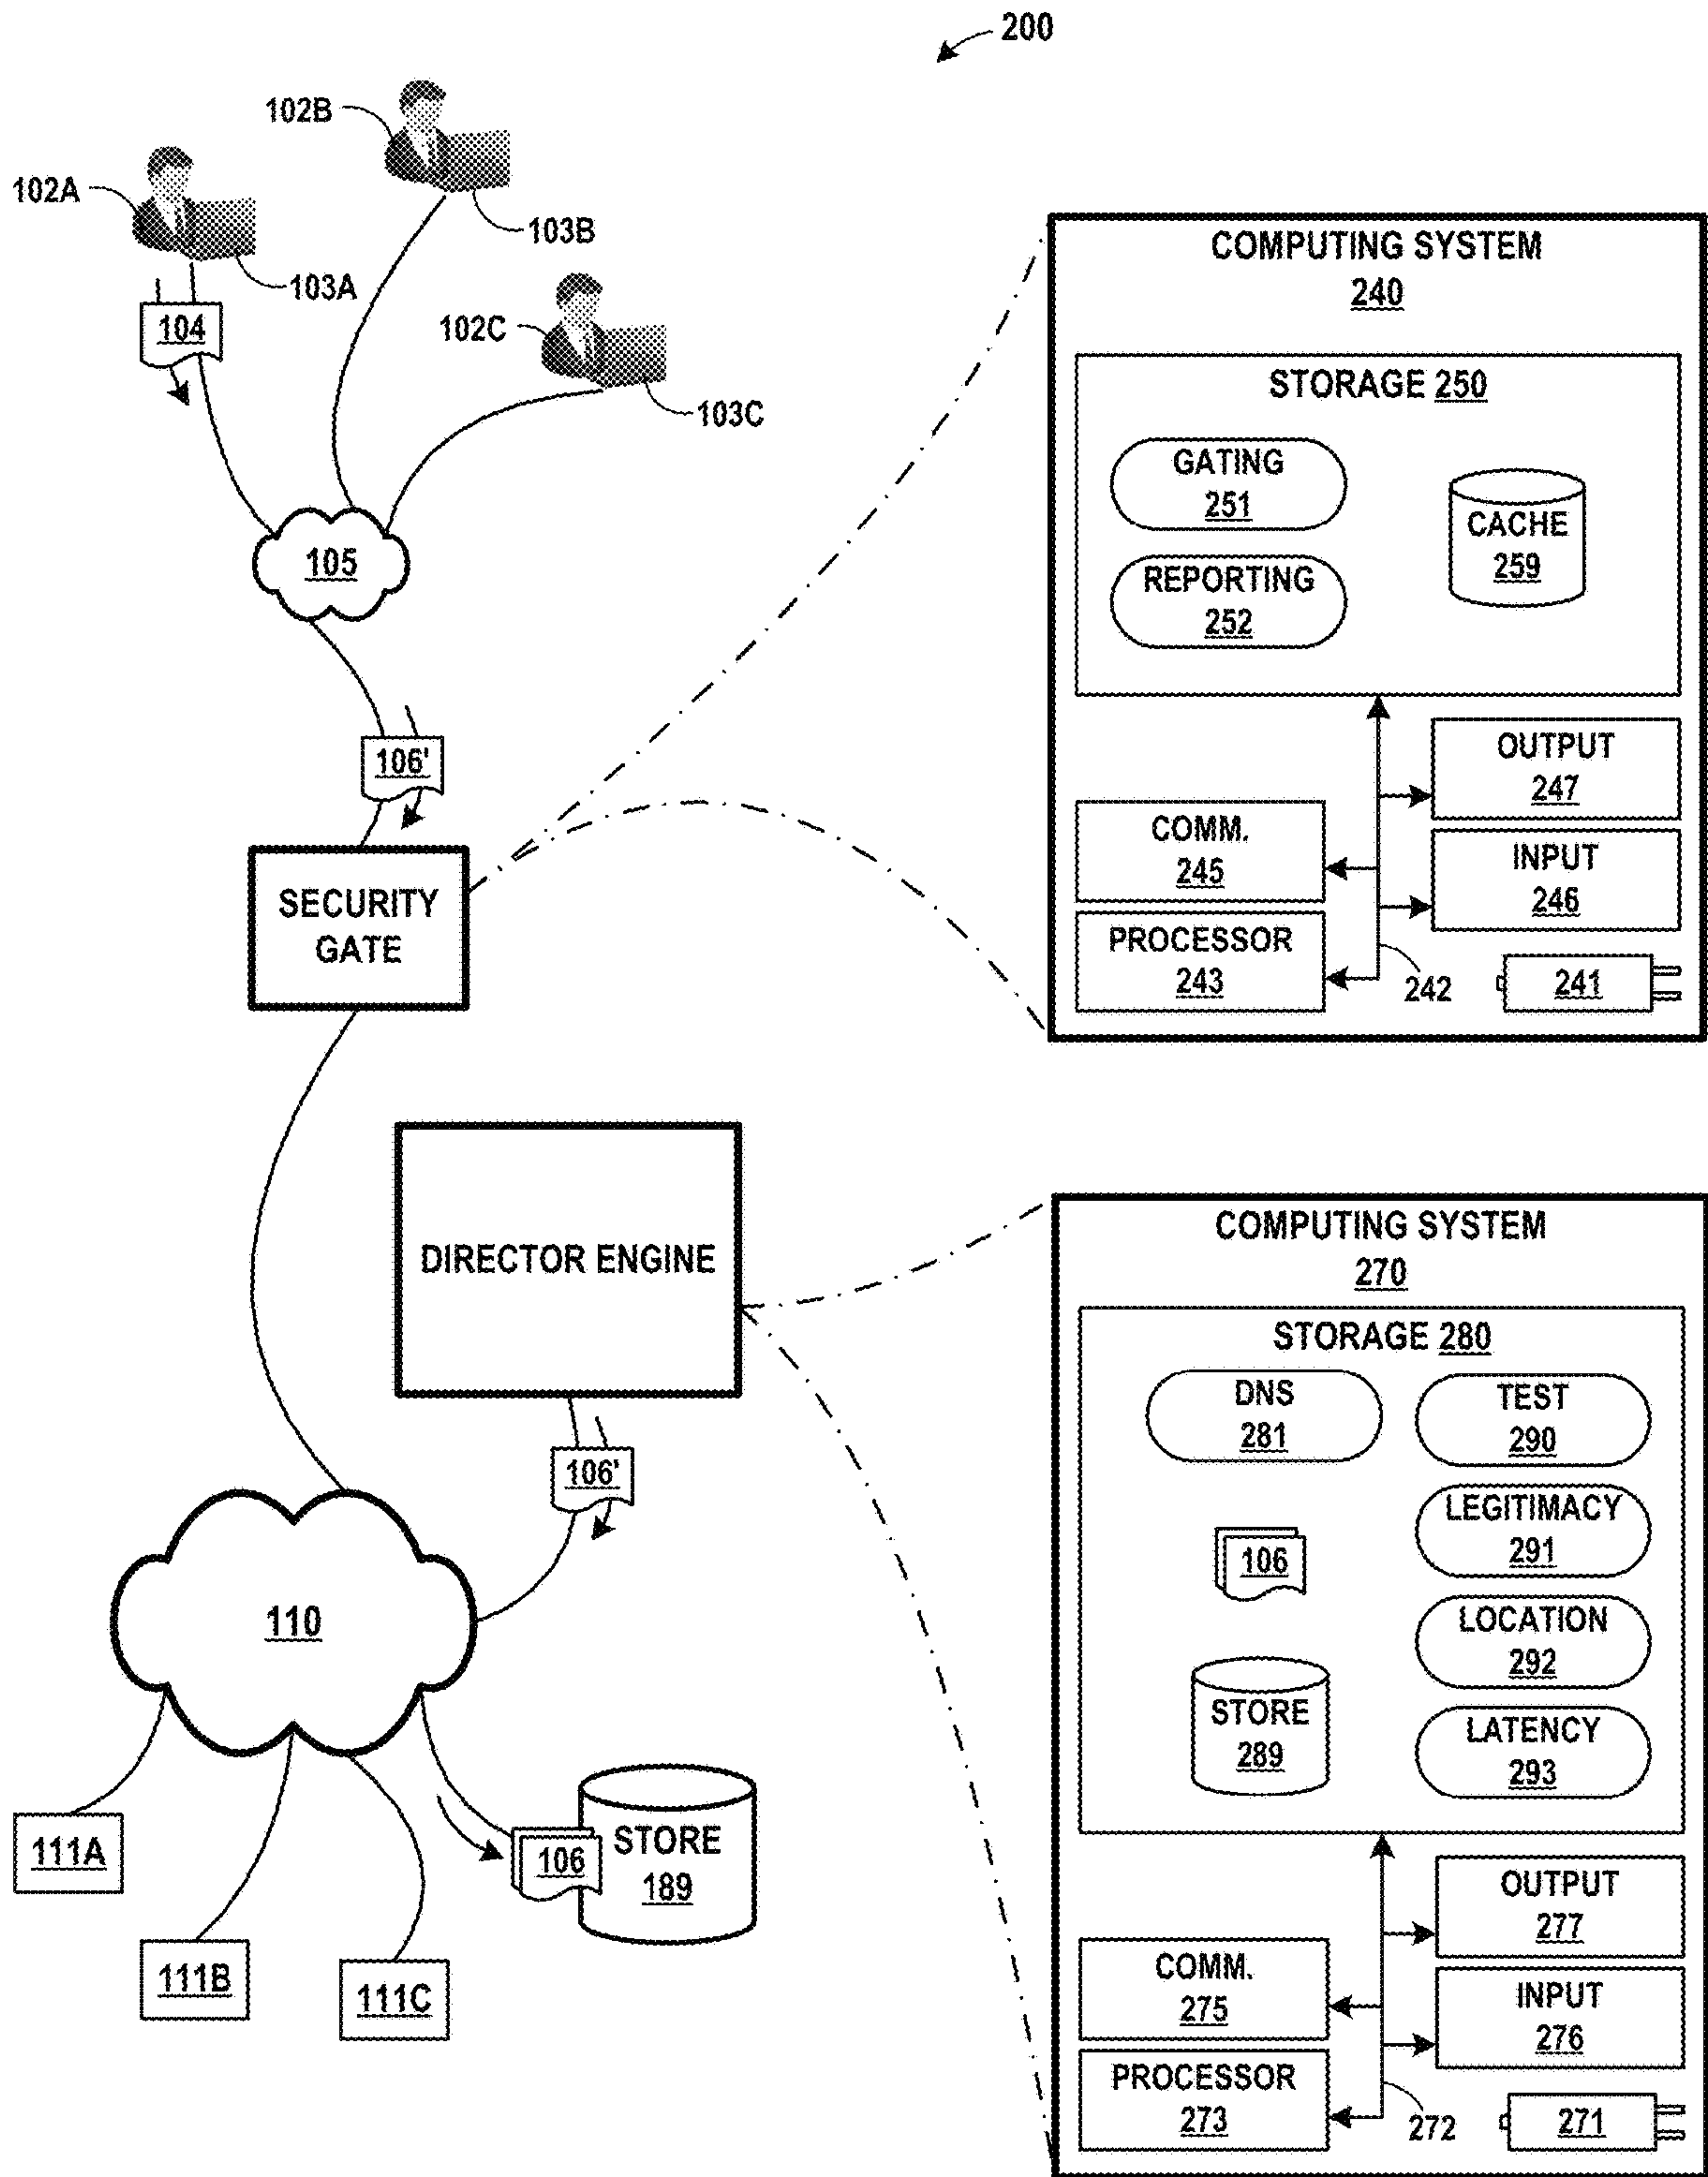 200
102B
102A
103B
103A
104
102C
103C
105
106'
SECURITY
GATE
DIRECTOR ENGINE
106'
110
111A
111B
111C
106
STORE
189
COMPUTING SYSTEM
240
STORAGE 250
GATING
251
CACHE
259
REPORTING
252
OUTPUT
247
COMM.
245
INPUT
246
PROCESSOR
243
242
241
COMPUTING SYSTEM
270
STORAGE 280
DNS
281
TEST
290
LEGITIMACY
291
106
LOCATION
292
STORE
289
LATENCY
293
OUTPUT
277
COMM.
275
INPUT
276
PROCESSOR
273
272
271